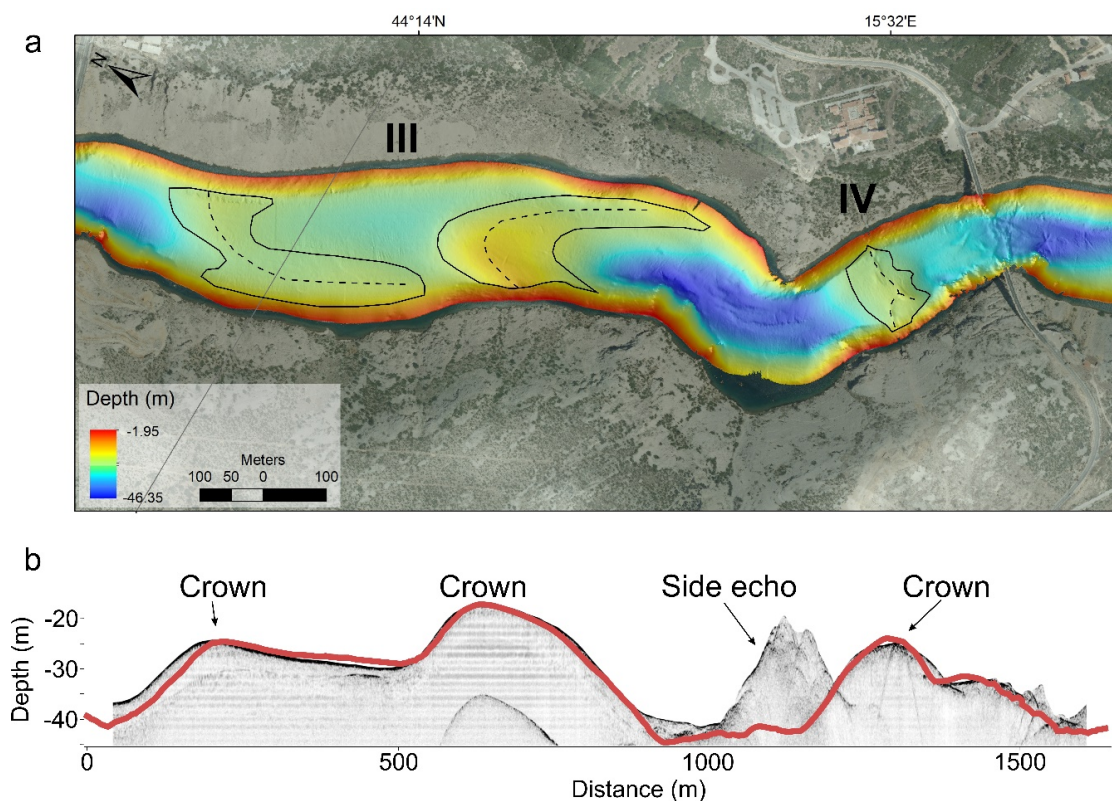 44°14'N 15°32'E
a
N
III
IV
Depth (m)
-1.95
-46.35
Meters
100 50 0 100
b
Crown Crown Side echo Crown
Depth (m)
-20
-30
-40
0 500 1000 1500
Distance (m)